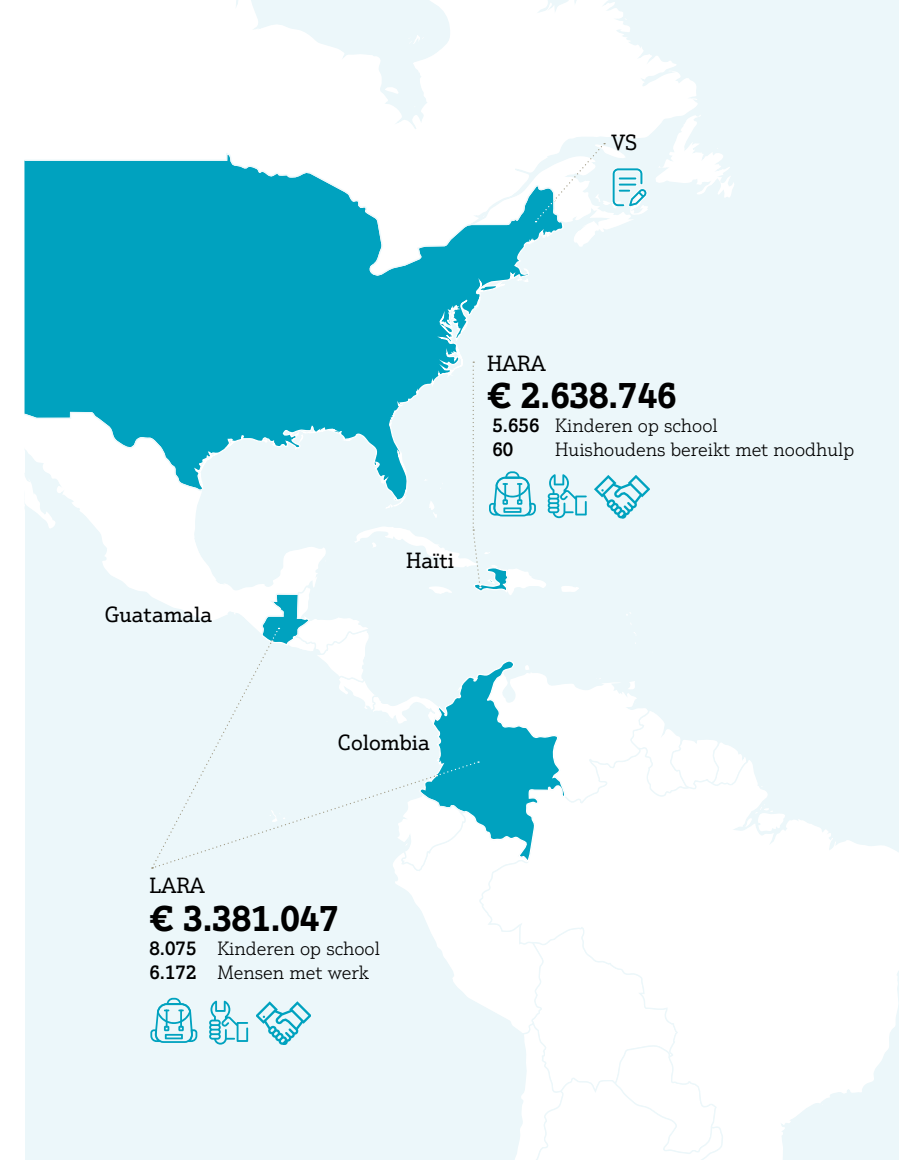 VS
HARA
€ 2.638.746
5.656 Kinderen op school
60 Huishoudens bereikt met noodhulp
Haïti
Guatamala
Colombia
LARA
€ 3.381.047
8.075 Kinderen op school
6.172 Mensen met werk